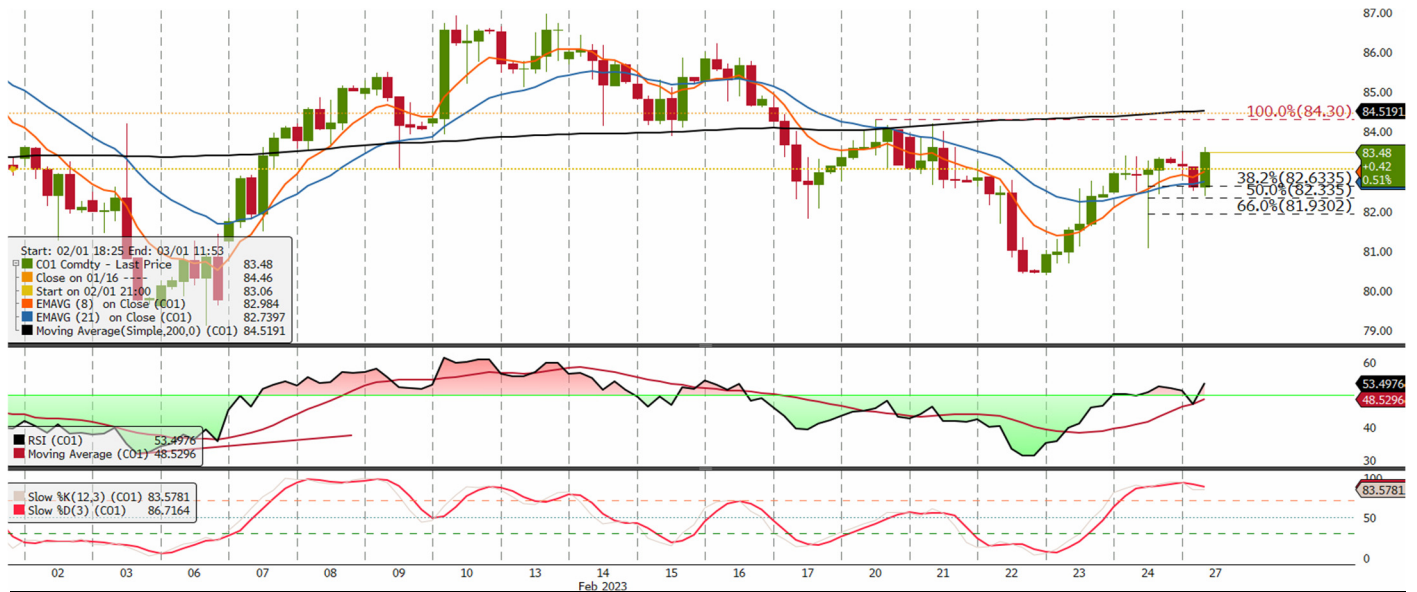 87.00
86.00
85.00
100.0%(84.30)
84.5191
84.00
83.48
+0.42
0.51%
38.2%(82.6335)
50.0%(82.335)
66.0%(81.9302)
82.00
81.00
80.00
79.00
Start: 02/01 18:25 End: 03/01 11:53
CO1 Comdty - Last Price 83.48
Close on 01/16 ---- 84.46
Start on 02/01 21:00 83.06
EMAVG (8) on Close (CO1) 82.984
EMAVG (21) on Close (CO1) 82.7397
Moving Average(Simple,200,0) (CO1) 84.5191
60
53.4976
48.5296
40
30
RSI (CO1) 53.4976
Moving Average (CO1) 48.5296
100
83.5781
50
0
Slow %K(12,3) (CO1) 83.5781
Slow %D(3) (CO1) 86.7164
02 03 06 07 08 09 10 13 14 15 16 17 20 21 22 23 24 27
Feb 2023